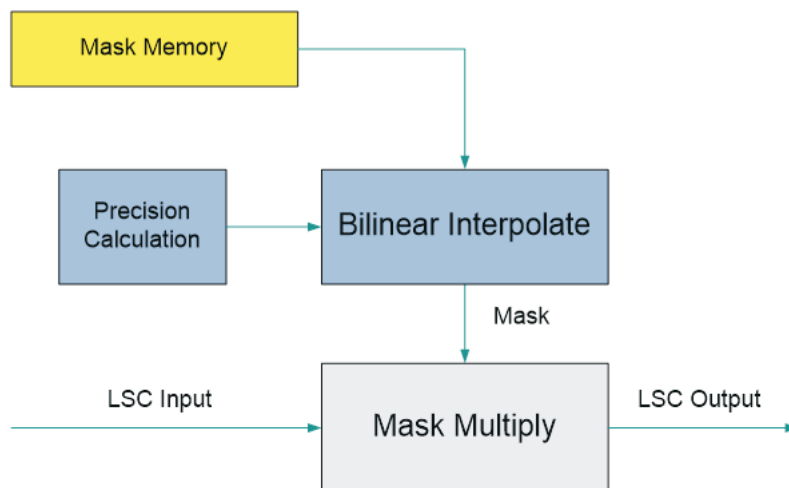 Mask Memory
Precision
Calculation
Bilinear Interpolate
Mask
LSC Input
Mask Multiply
LSC Output